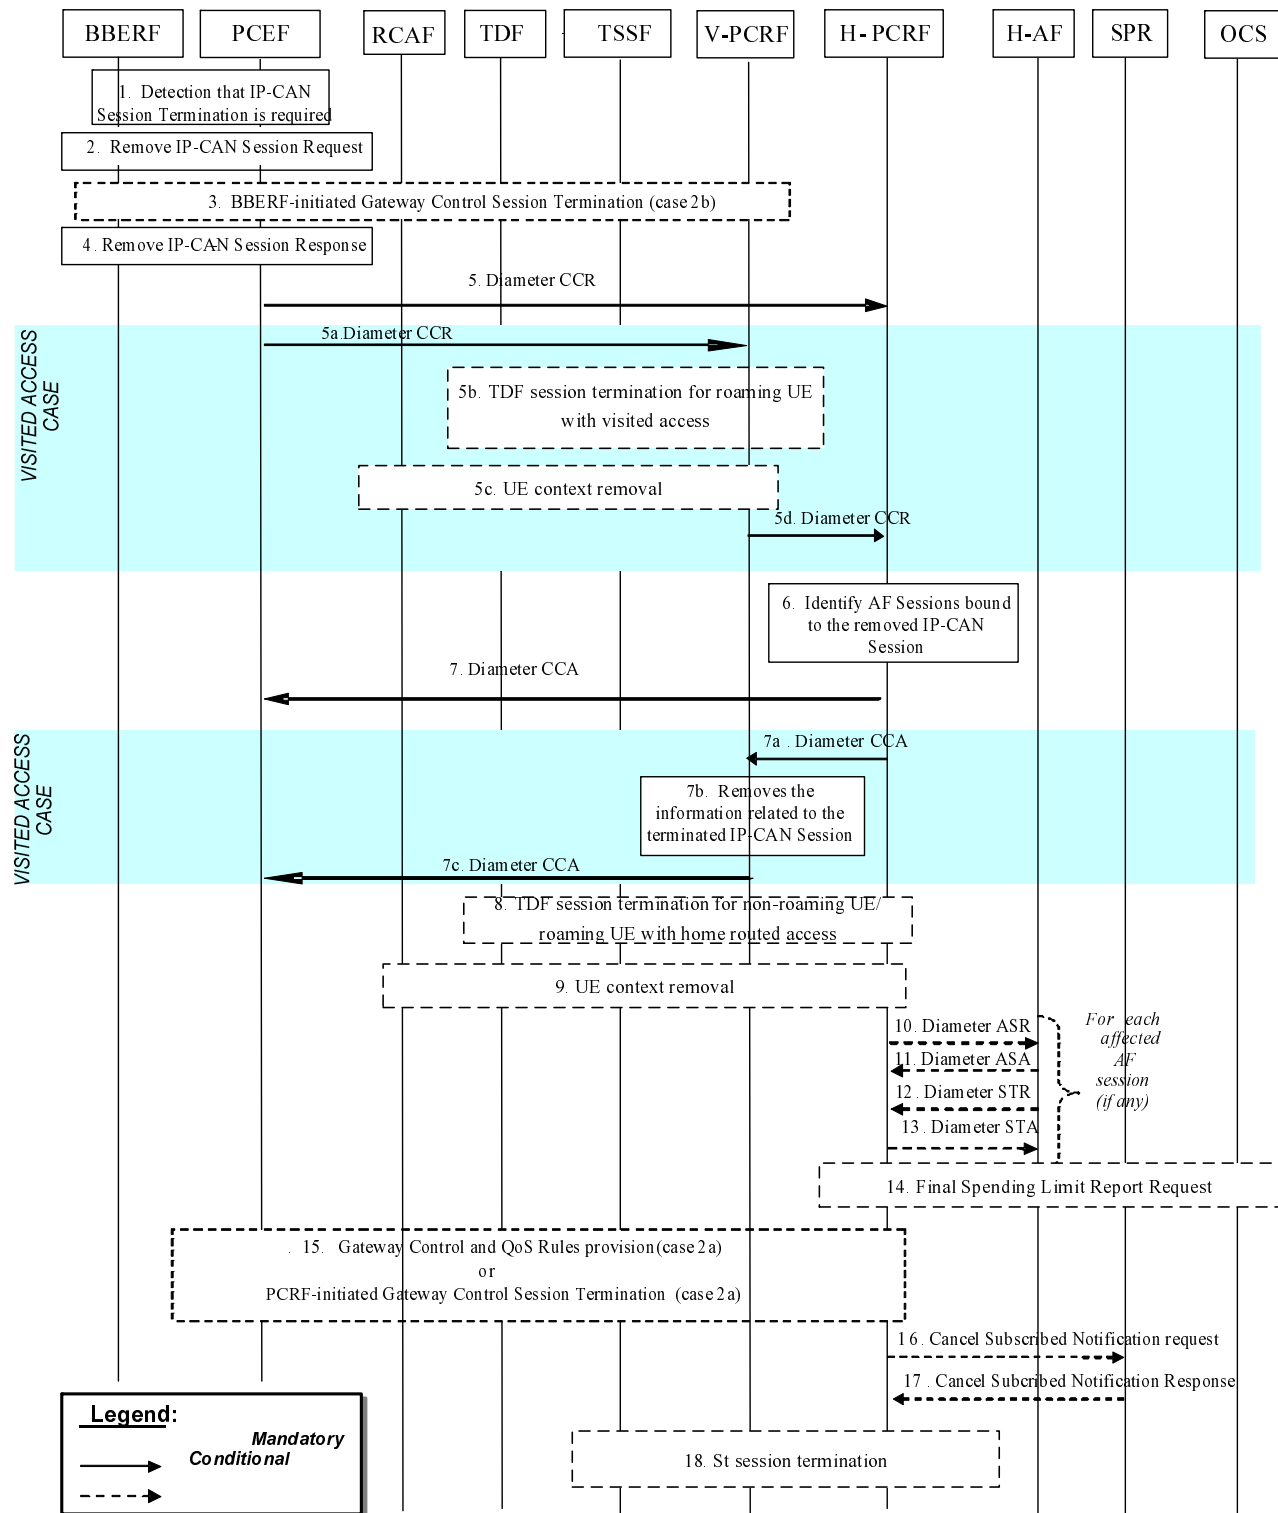 BBERF
PCEF
RCAF
TDF
TSSF
V-PCRF
H-PCRF
H-AF
SPR
OCS
1. Detection that IP-CAN
Session Termination is required
2. Remove IP-CAN Session Request
3. BBERF-initiated Gateway Control Session Termination (case 2b)
4. Remove IP-CAN Session Response
5. Diameter CCR
VISITED ACCESS
CASE
5a.Diameter CCR
5b. TDF session termination for roaming UE
with visited access
5c. UE context removal
5d. Diameter CCR
6. Identify AF Sessions bound
to the removed IP-CAN
Session
7. Diameter CCA
VISITED ACCESS
CASE
7a . Diameter CCA
7b. Removes the
information related to the
terminated IP-CAN Session
7c. Diameter CCA
8. TDF session termination for non-roaming UE/
roaming UE with home routed access
9. UE context removal
10. Diameter ASR
11. Diameter ASA
12. Diameter STR
13. Diameter STA
For each
affected
AF
session
(if any)
14. Final Spending Limit Report Request
. 15. Gateway Control and QoS Rules provision (case 2a)
or
PCRF-initiated Gateway Control Session Termination (case 2a)
16. Cancel Subscribed Notification request
17. Cancel Subcribed Notification Response
18. St session termination
Legend:
Mandatory
Conditional